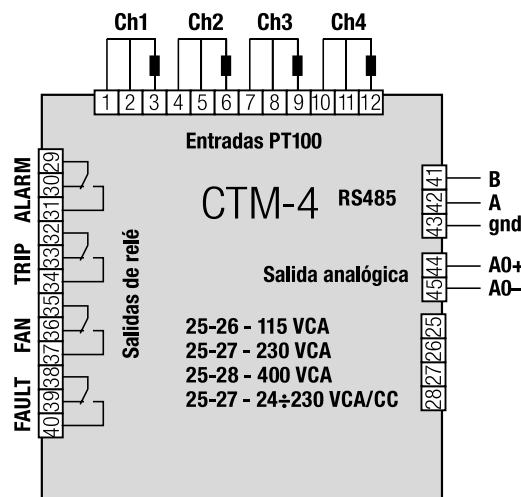 Ch1 Ch2 Ch3 Ch4
1 2 3 4 5 6 7 8 9 10 11 12
Entradas PT100
CTM-4
RS485
41 B
42 A
43 gnd
Salida analógica
44 A0+
45 A0–
25
26
27
28
25-26 - 115 VCA
25-27 - 230 VCA
25-28 - 400 VCA
25-27 - 24÷230 VCA/CC
Salidas de relé
ALARM
29
30
31
TRIP
32
33
34
FAN
35
36
37
FAULT
38
39
40